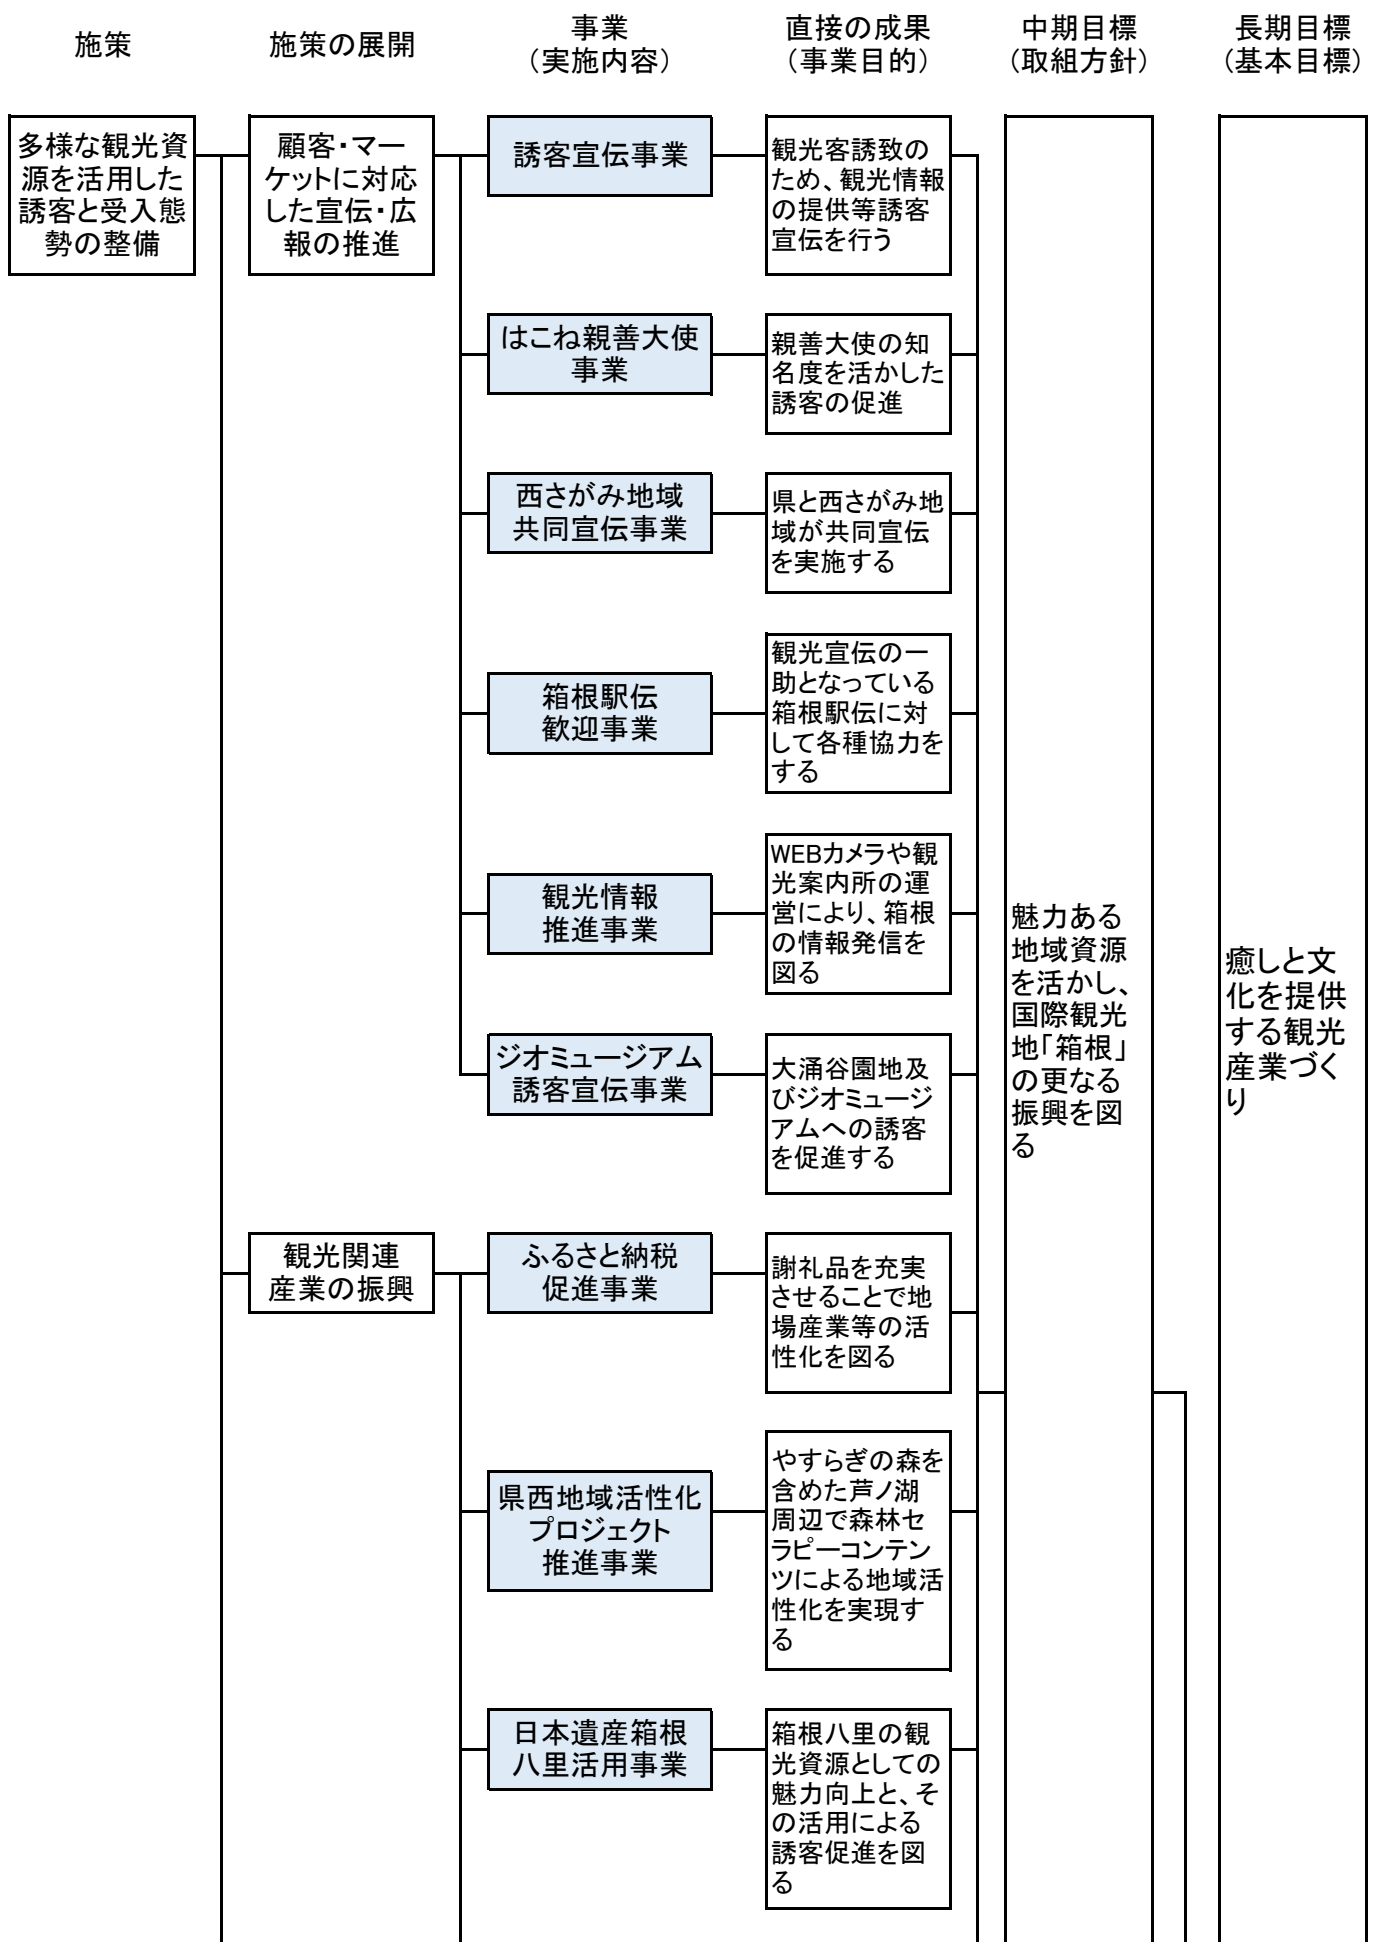 施策
施策の展開
事業
（実施内容）
直接の成果
（事業目的）
中期目標
（取組方針）
長期目標
（基本目標）
多様な観光資
源を活用した
誘客と受入態
勢の整備
顧客・マー
ケットに対応
した宣伝・広
報の推進
誘客宣伝事業
観光客誘致の
ため、観光情報
の提供等誘客
宣伝を行う
はこね親善大使
事業
親善大使の知
名度を活かした
誘客の促進
西さがみ地域
共同宣伝事業
県と西さがみ地
域が共同宣伝
を実施する
箱根駅伝
歓迎事業
観光宣伝の一
助となっている
箱根駅伝に対
して各種協力を
する
観光情報
推進事業
WEBカメラや観
光案内所の運
営により、箱根
の情報発信を
図る
ジオミュージアム
誘客宣伝事業
大涌谷園地及
びジオミュージ
アムへの誘客
を促進する
観光関連
産業の振興
ふるさと納税
促進事業
謝礼品を充実
させることで地
場産業等の活
性化を図る
県西地域活性化
プロジェクト
推進事業
やすらぎの森を
含めた芦ノ湖
周辺で森林セ
ラピーコンテン
ツによる地域活
性化を実現す
る
日本遺産箱根
八里活用事業
箱根八里の観
光資源としての
魅力向上と、そ
の活用による
誘客促進を図
る
魅力ある
地域資源
を活かし、
国際観光
地「箱根」
の更なる
振興を図
る
癒しと文
化を提供
する観光
産業づく
り